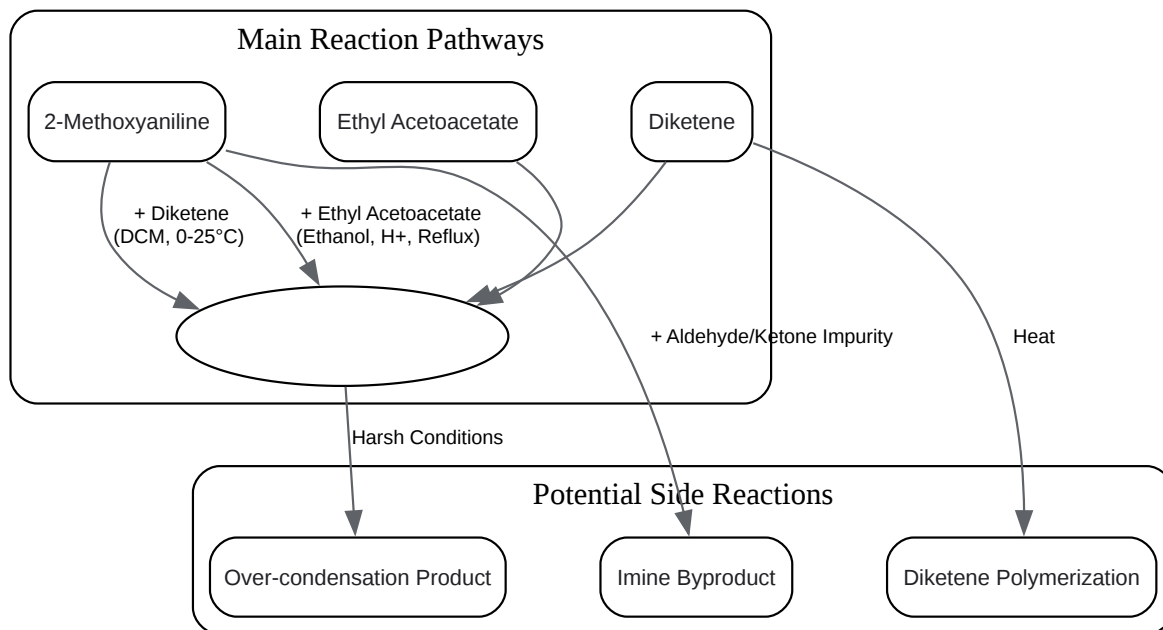 Main Reaction Pathways
2-Methoxyaniline
Ethyl Acetoacetate
Diketene
+ Diketene
(DCM, 0-25°C)
+ Ethyl Acetoacetate
(Ethanol, H+, Reflux)
+ Aldehyde/Ketone Impurity
Heat
Harsh Conditions
Potential Side Reactions
Over-condensation Product
Imine Byproduct
Diketene Polymerization